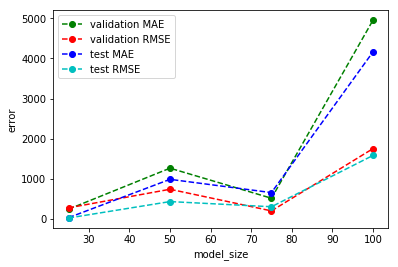 validation MAE
validation RMSE
test MAE
test RMSE
5000
4000
3000
2000
1000
0
error
30 40 50 60 70 80 90 100
model_size